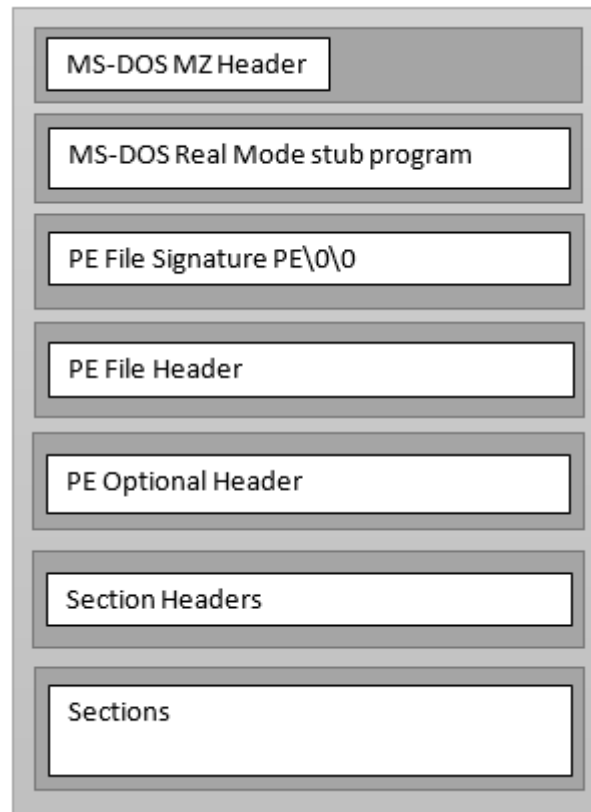 MS-DOS MZ Header
MS-DOS Real Mode stub program
PE File Signature PE\0\0
PE File Header
PE Optional Header
Section Headers
Sections